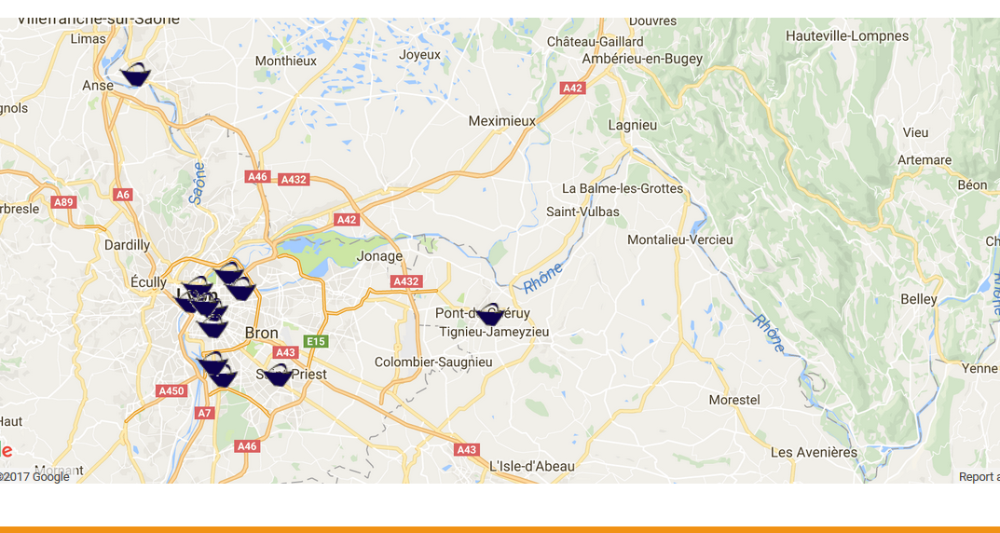 Villefranche-sur-Saône
Douvres
Limas
Château-Gaillard
Hauteville-Lompnes
Monthieux
Joyeux
Ambérieu-en-Bugey
Anse
A42
gnols
Meximieux
Lagnieu
Vieu
Artemare
A46
A432
Saône
La Balme-les-Grottes
Béon
A89
A6
rbresle
Saint-Vulbas
A42
Dardilly
Jonage
Montalieu-Vercieu
Ch
Écully
A432
Rhône
Belley
Pont-de-Chéruy
Bron
Tignieu-Jameyzieu
Rhône
E15
A43
Colombier-Saugnieu
Yenne
A450
Morestel
A7
Haut
A46
A43
Les Avenières
L'Isle-d'Abeau
le
Mornant
©2017 Google
Report a